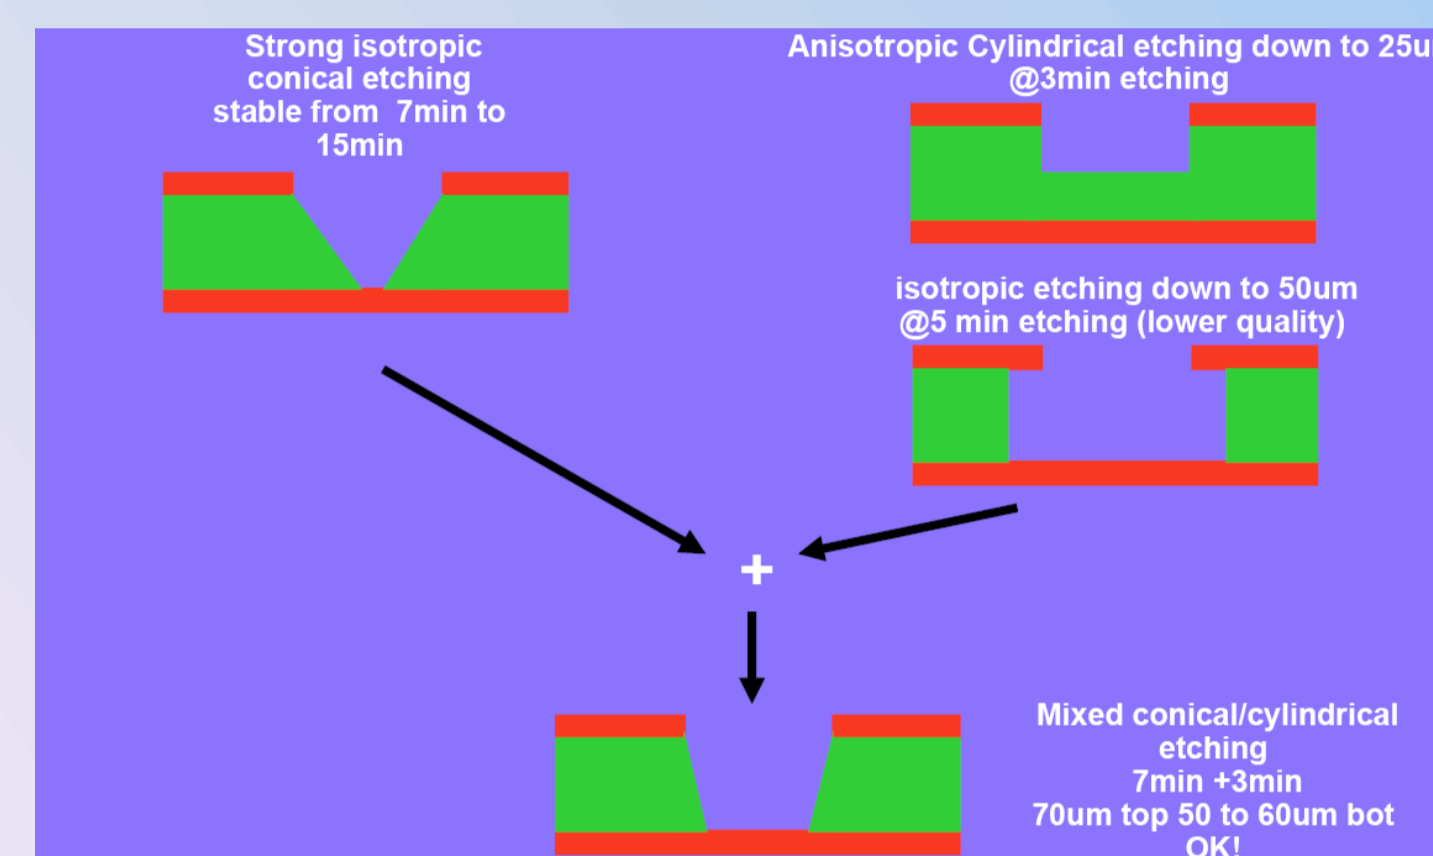 Strong isotropic
conical etching
stable from 7min to
15min
Anisotropic Cylindrical etching down to 25u
@3min etching
isotropic etching down to 50um
@5 min etching (lower quality)
+
Mixed conical/cylindrical
etching
7min +3min
70um top 50 to 60um bot
OK!